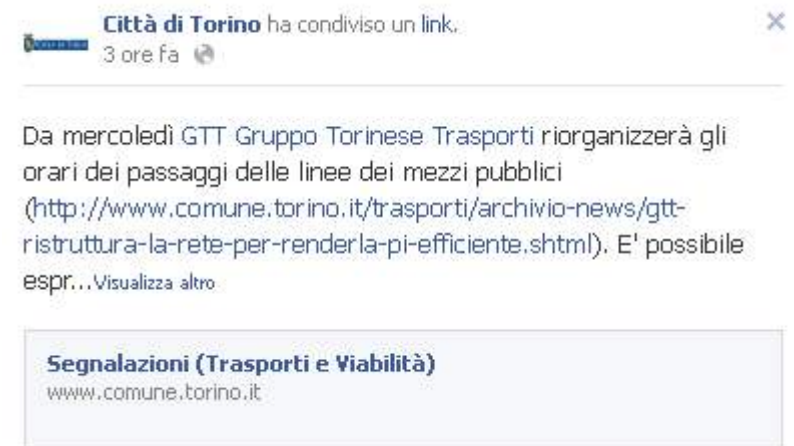 Città di Torino ha condiviso un link.
3 ore fa
Da mercoledì GTT Gruppo Torinese Trasporti riorganizzerà gli
orari dei passaggi delle linee dei mezzi pubblici
(http://www.comune.torino.it/trasporti/archivio-news/gtt-
ristruttura-la-rete-per-renderla-pi-efficiente.shtml). E' possibile
espr...Visualizza altro
Segnalazioni (Trasporti e Viabilità)
www.comune.torino.it